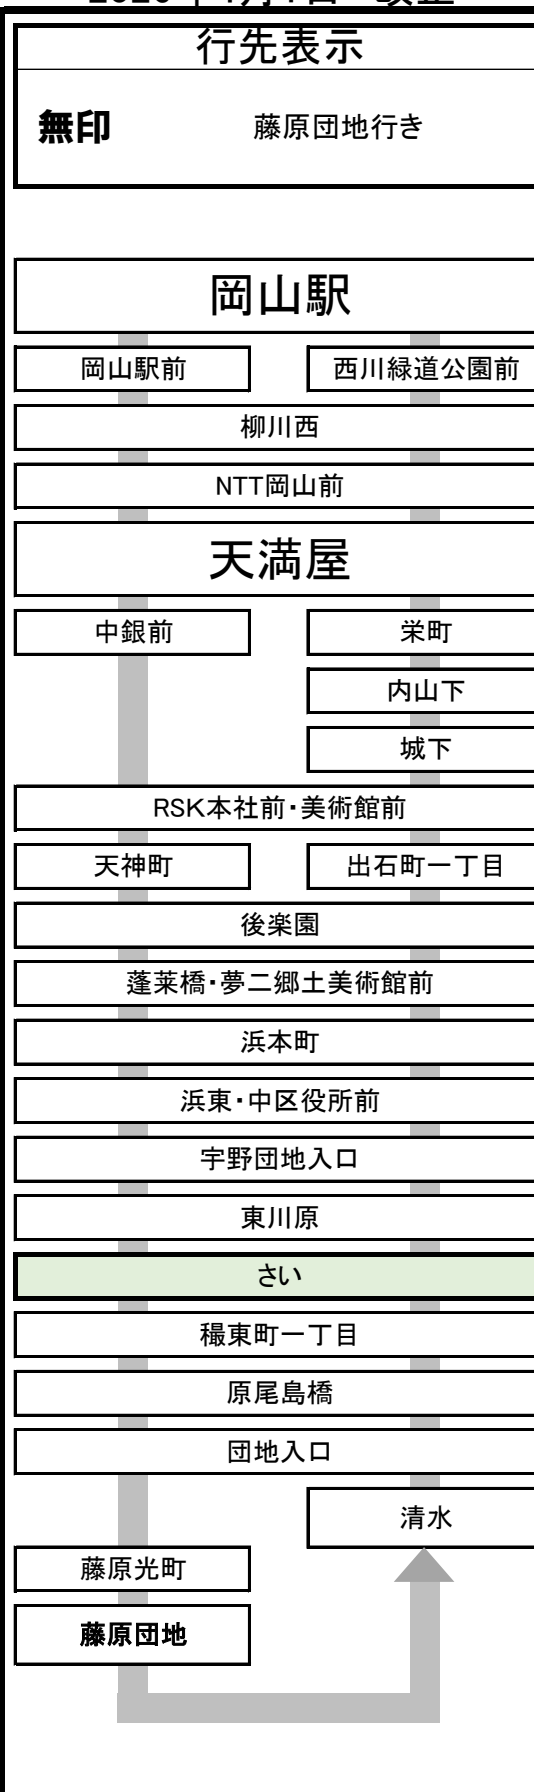 行先表示
無印 藤原団地行き
岡山駅
岡山駅前 西川緑道公園前
柳川西
NTT岡山前
天満屋
中銀前 栄町
内山下
城下
RSK本社前・美術館前
天神町 出石町一丁目
後楽園
蓬莱橋・夢二郷土美術館前
浜本町
浜東・中区役所前
宇野団地入口
東川原
さい
穝東町一丁目
原尾島橋
団地入口
清水
藤原光町
藤原団地